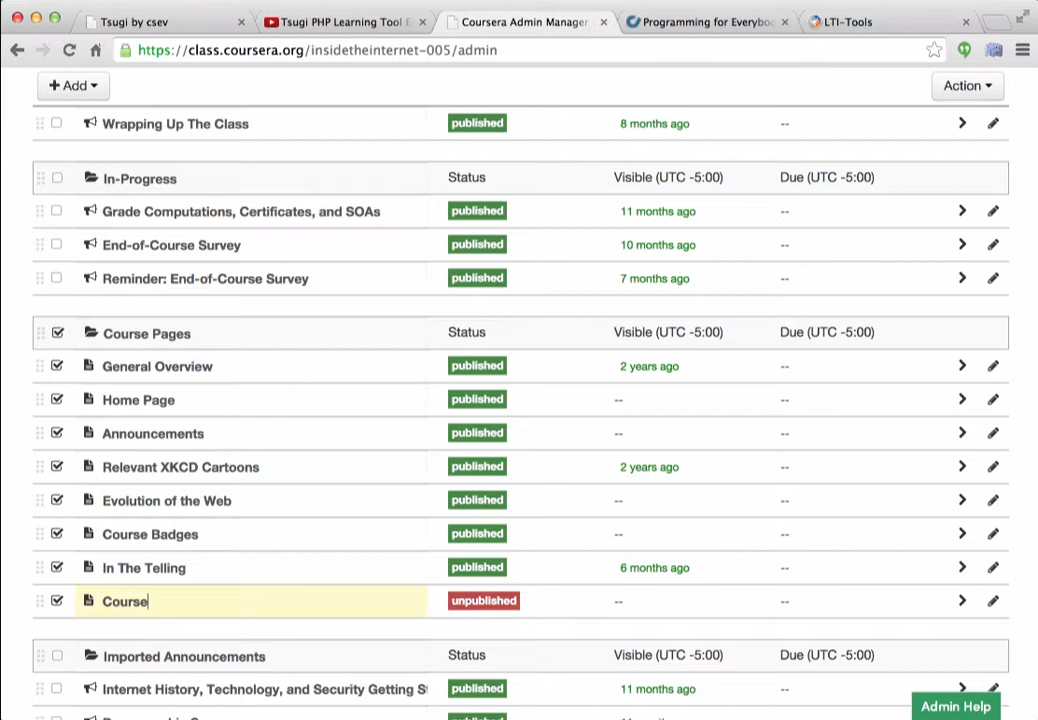 Tsugi by csev
Tsugi PHP Learning Tool
Coursera Admin Manager
Programming for Everybo
LTI-Tools
https://class.coursera.org/insidetheinternet-005/admin
Add
Action
Wrapping Up The Class published 8 months ago --
In-Progress Status Visible (UTC -5:00) Due (UTC -5:00)
Grade Computations, Certificates, and SOAs published 11 months ago --
End-of-Course Survey published 10 months ago --
Reminder: End-of-Course Survey published 7 months ago --
Course Pages Status Visible (UTC -5:00) Due (UTC -5:00)
General Overview published 2 years ago --
Home Page published -- --
Announcements published -- --
Relevant XKCD Cartoons published 2 years ago --
Evolution of the Web published -- --
Course Badges published -- --
In The Telling published 6 months ago --
Course unpublished -- --
Imported Announcements Status Visible (UTC -5:00) Due (UTC -5:00)
Internet History, Technology, and Security Getting S published 11 months ago --
Admin Help